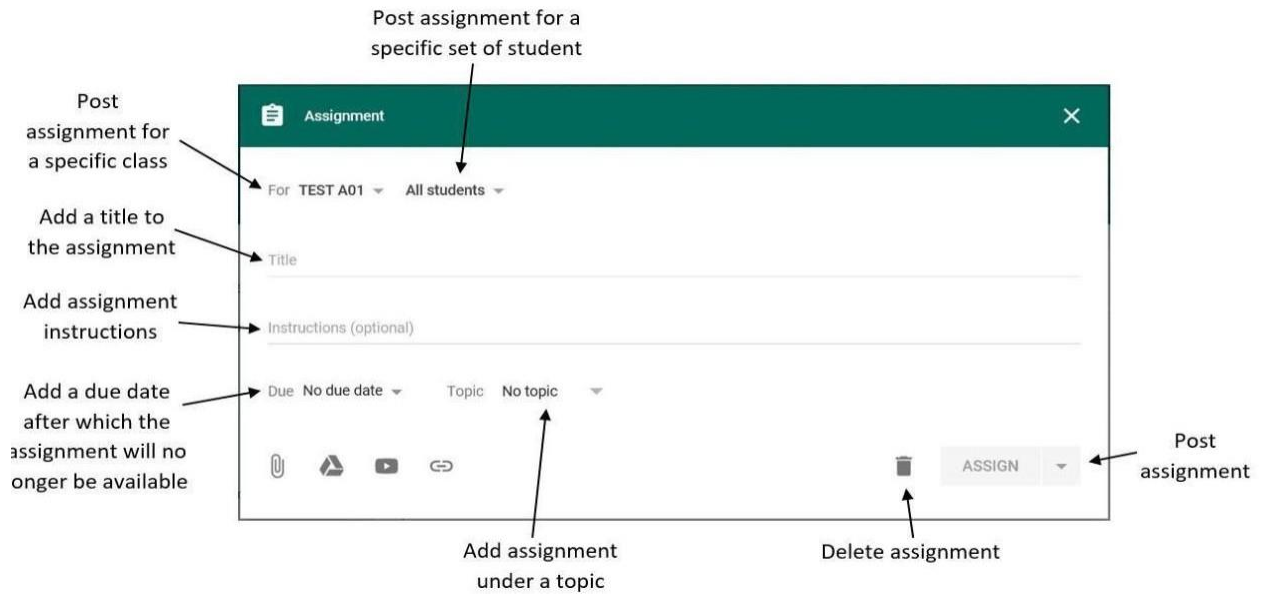 Post assignment for a
specific set of student
Post
assignment for
a specific class
Assignment
For TEST A01 All students
Add a title to
the assignment
Title
Add assignment
instructions
Instructions (optional)
Add a due date
after which the
assignment will no
onger be available
Due No due date Topic No topic
ASSIGN
Post
assignment
Add assignment
under a topic
Delete assignment